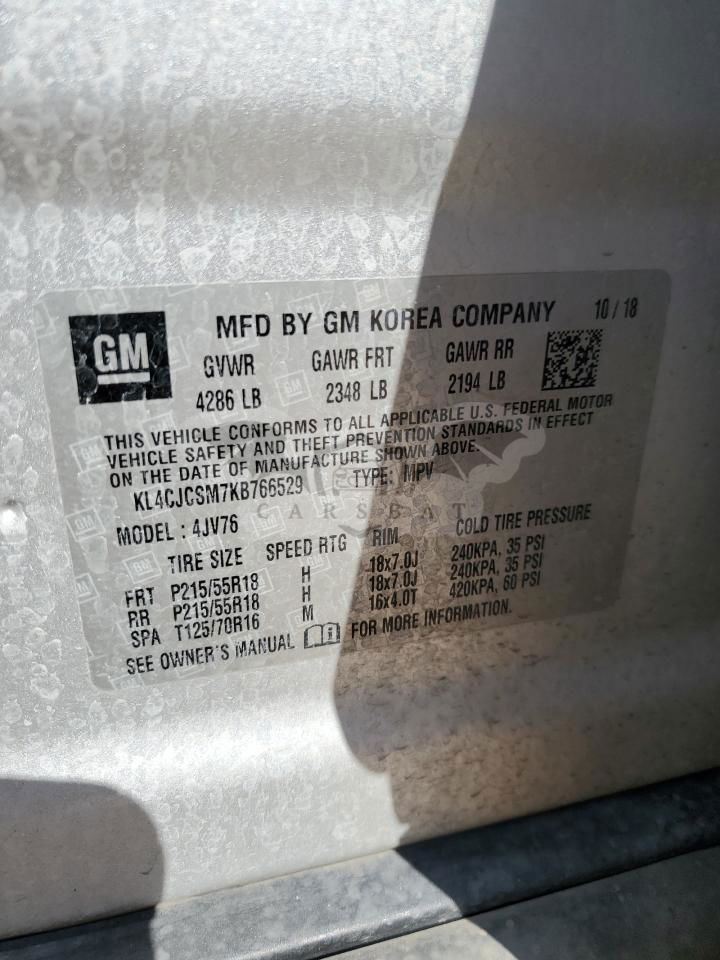 GM
MFD BY GM KOREA COMPANY 10 / 18
GVWR GAWR FRT GAWR RR
4286 LB 2348 LB 2194 LB
THIS VEHICLE CONFORMS TO ALL APPLICABLE U.S. FEDERAL MOTOR
VEHICLE SAFETY AND THEFT PREVENTION STANDARDS IN EFFECT
ON THE DATE OF MANUFACTURE SHOWN ABOVE.
KL4CJCSM7KB766529 TYPE: MPV
CARSBAT
MODEL : 4JV76
TIRE SIZE SPEED RTG RIM COLD TIRE PRESSURE
FRT P215/55R18 H 18x7.0J 240KPA, 35 PSI
RR P215/55R18 H 18x7.0J 240KPA, 35 PSI
SPA T125/70R16 M 16x4.0T 420KPA, 60 PSI
SEE OWNER'S MANUAL FOR MORE INFORMATION.